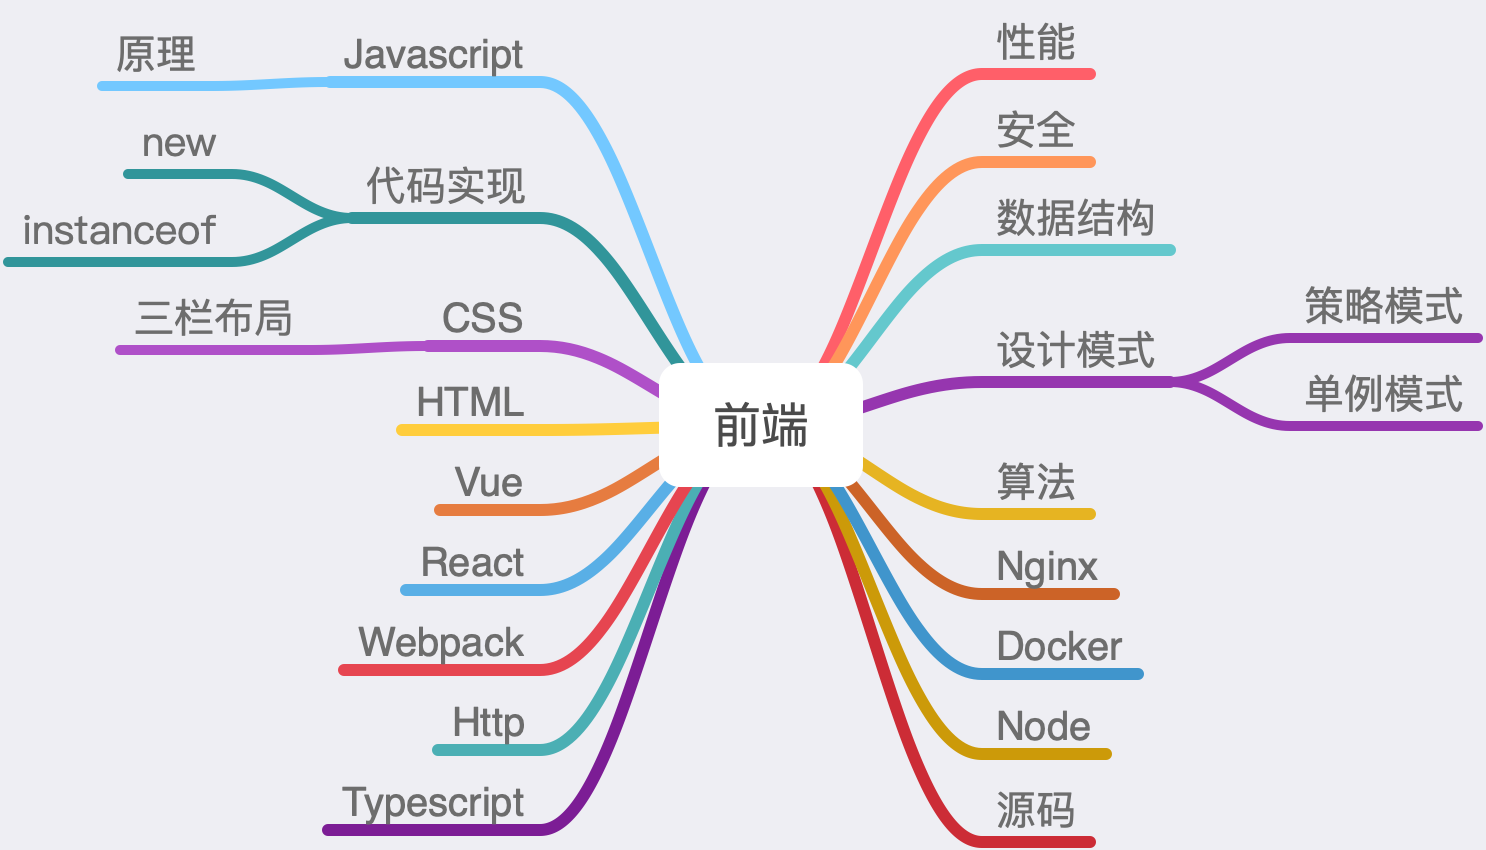 前端
Javascript
原理
代码实现
new
instanceof
CSS
三栏布局
HTML
Vue
React
Webpack
Http
Typescript
性能
安全
数据结构
设计模式
策略模式
单例模式
算法
Nginx
Docker
Node
源码